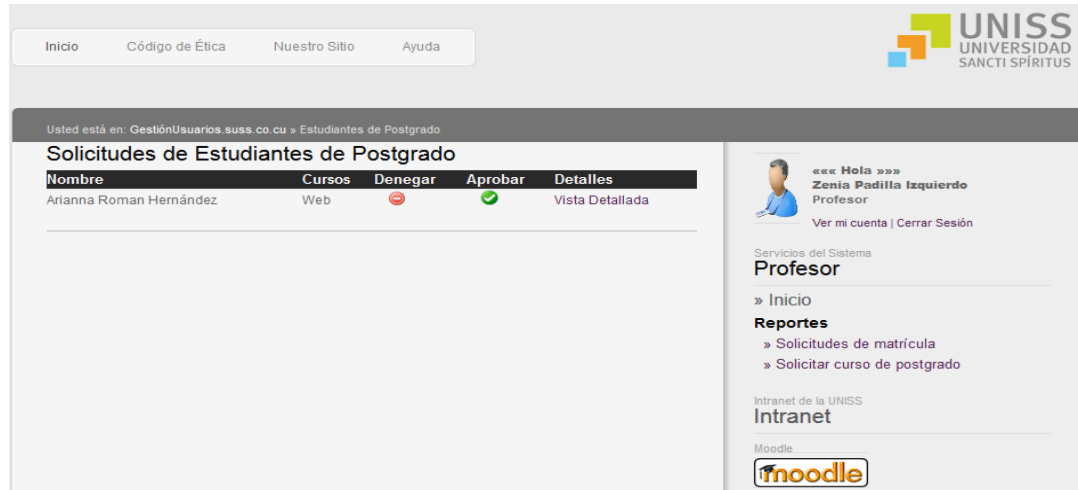 Inicio Código de Ética Nuestro Sitio Ayuda
UNISS
UNIVERSIDAD
SANCTI SPÍRITUS
Usted está en: GestiónUsuarios.suss.co.cu » Estudiantes de Postgrado
Solicitudes de Estudiantes de Postgrado
Nombre Cursos Denegar Aprobar Detalles
Arianna Roman Hernández Web Vista Detallada
««« Hola »»»
Zenia Padilla Izquierdo
Profesor
Ver mi cuenta | Cerrar Sesión
Servicios del Sistema
Profesor
» Inicio
Reportes
» Solicitudes de matrícula
» Solicitar curso de postgrado
Intranet de la UNISS
Intranet
Moodle
moodle